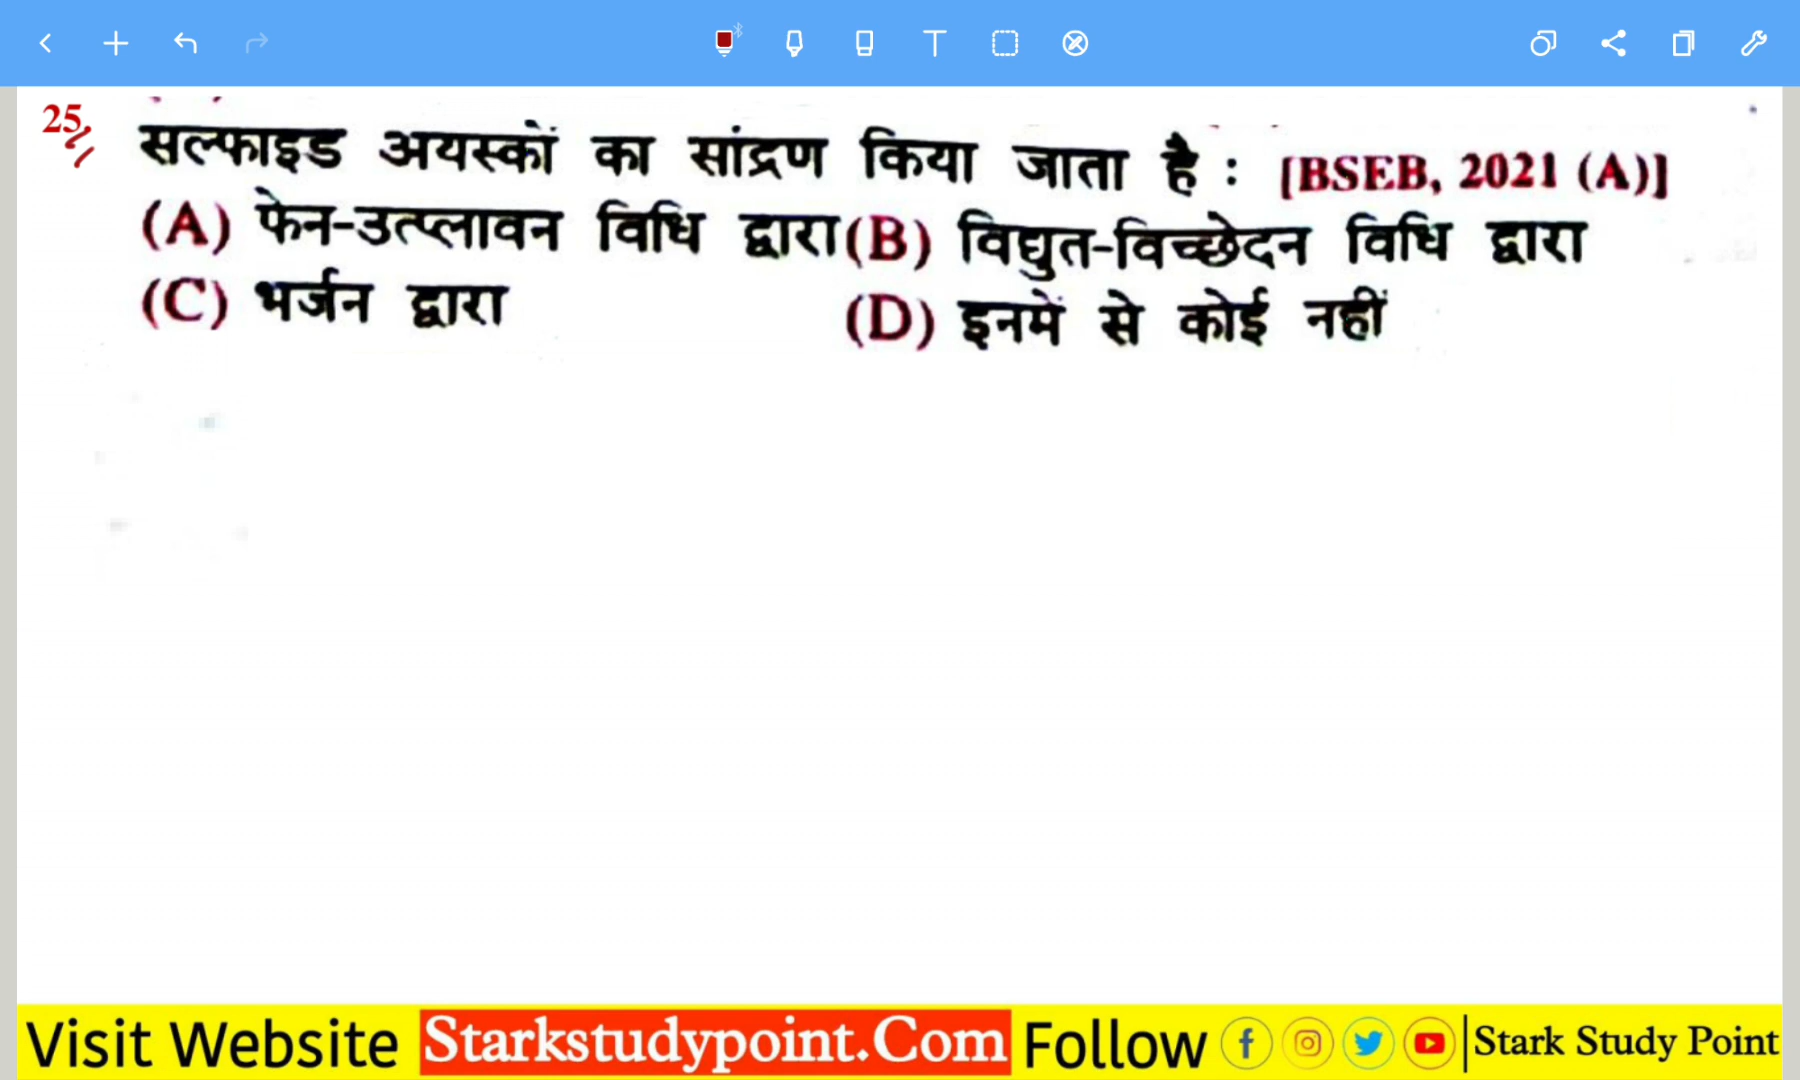 25
सल्फाइड अयस्कों का सांद्रण किया जाता है : [BSEB, 2021 (A)]
(A) फेन-उत्प्लावन विधि द्वारा (B) विद्युत-विच्छेदन विधि द्वारा
(C) भर्जन द्वारा (D) इनमें से कोई नहीं
Visit Website Starkstudypoint.Com Follow | Stark Study Point